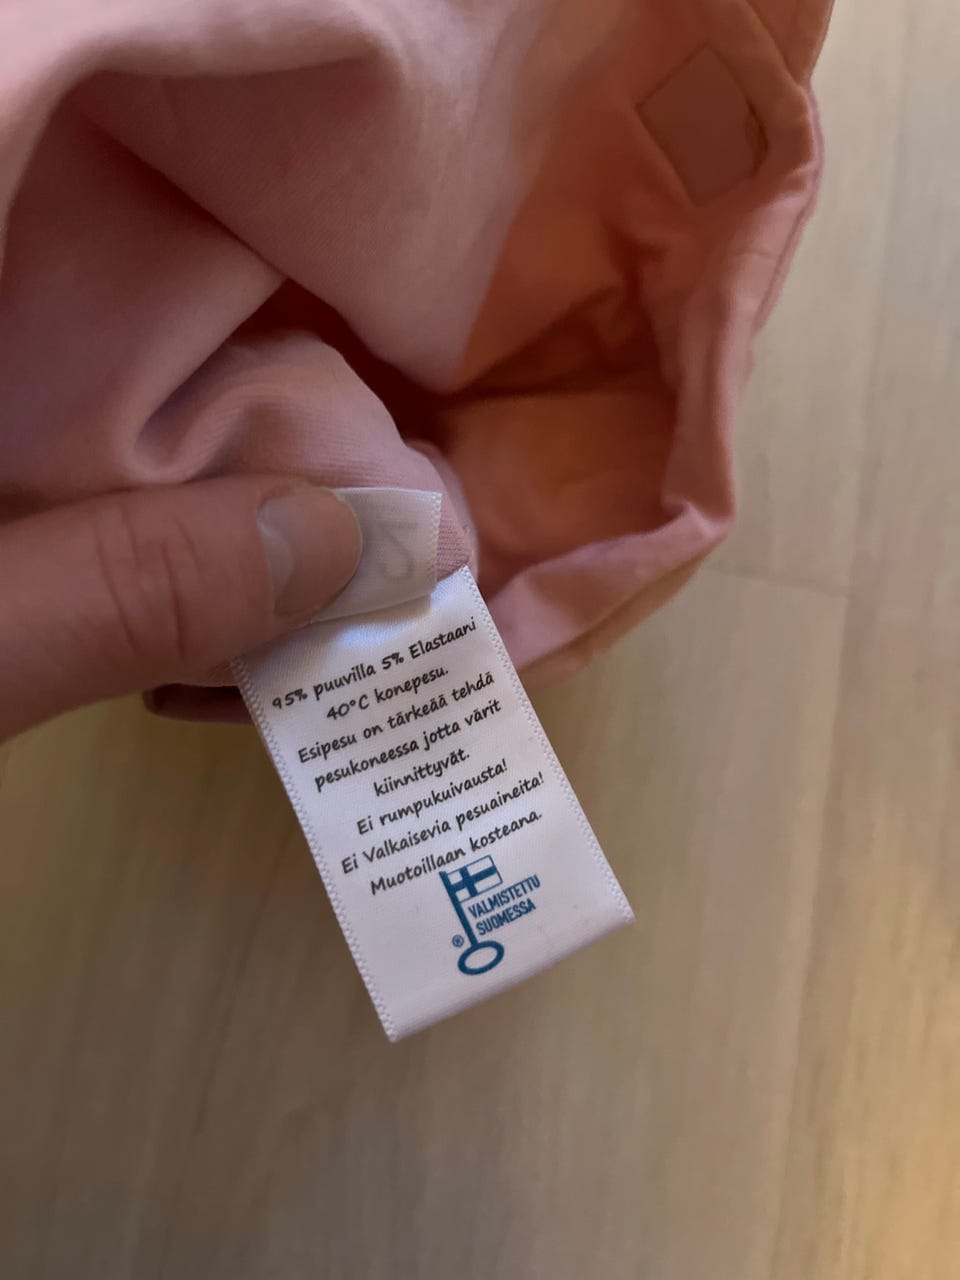 95% puuvilla 5% Elastaani
40°C konepesu.
Esipesu on tärkeää tehdä
pesukoneessa jotta värit
kiinnittyvät.
Ei rumpukuivausta!
Ei Valkaisevia pesuaineita!
Muotoillaan kosteana.
VALMISTETTU
SUOMESSA
®